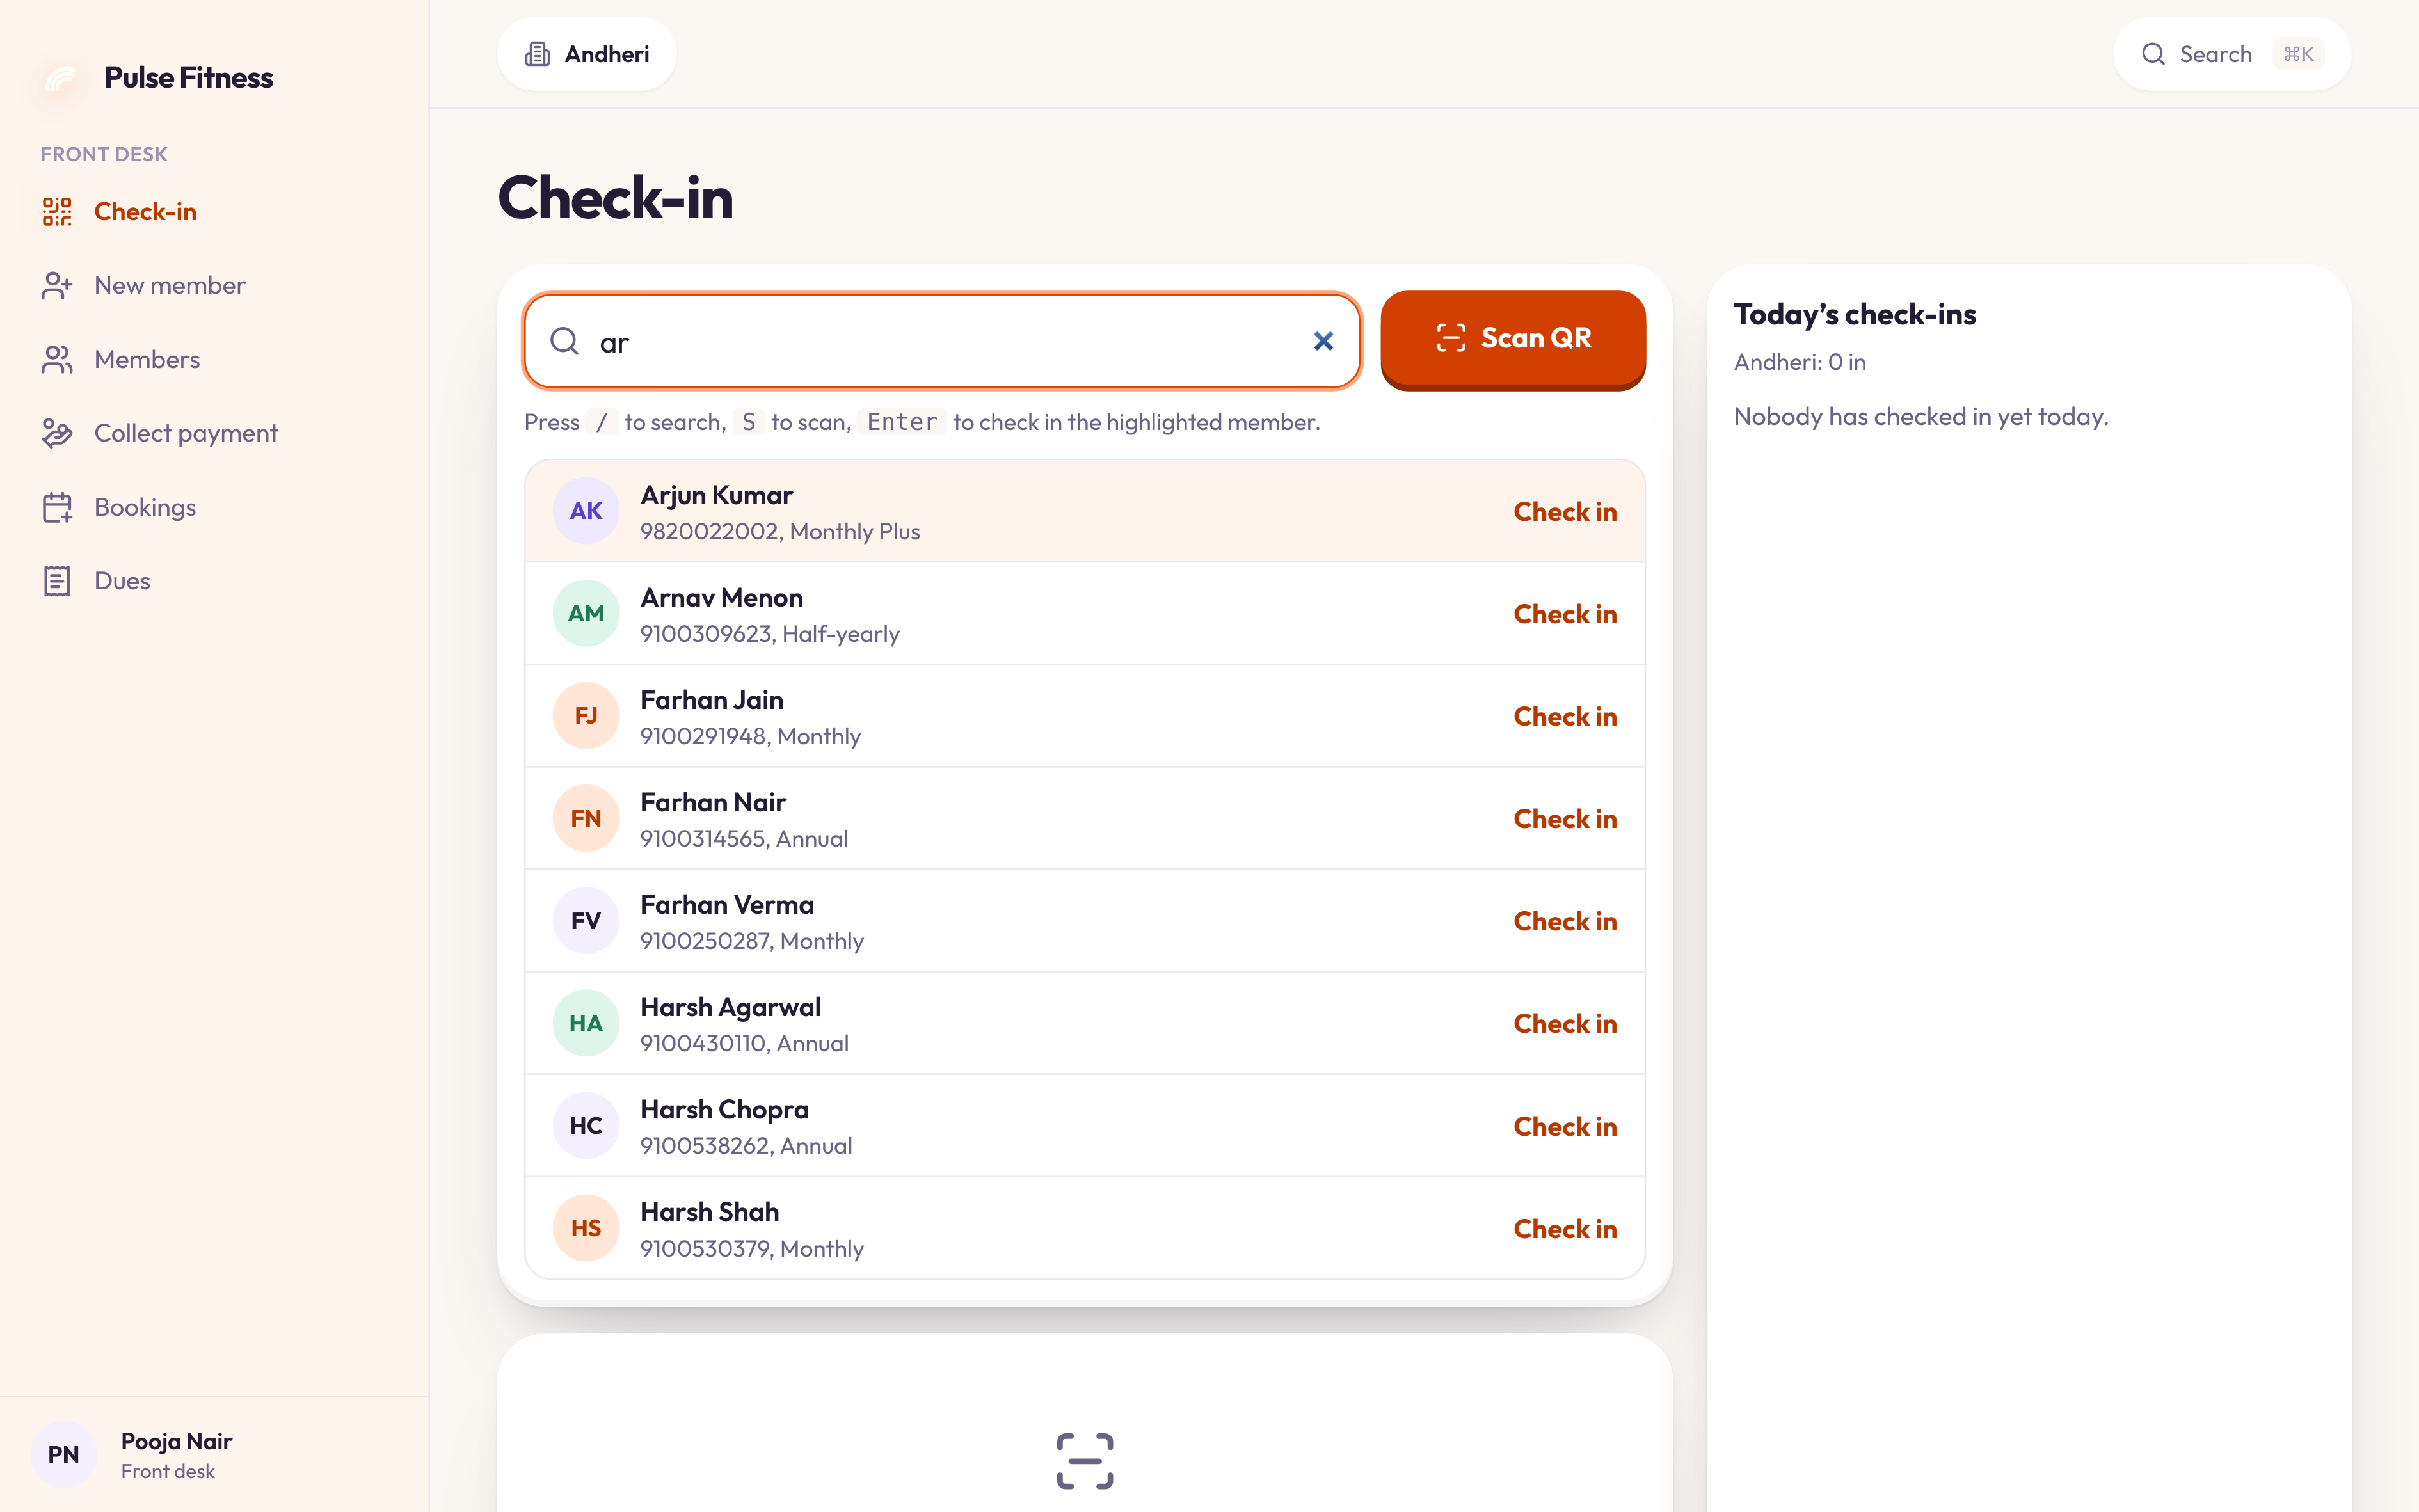 Pulse Fitness
FRONT DESK
Check-in
New member
Members
Collect payment
Bookings
Dues
PN
Pooja Nair
Front desk
Andheri
Search ⌘K
Check-in
ar
Scan QR
Press / to search, S to scan, Enter to check in the highlighted member.
AK
Arjun Kumar
9820022002, Monthly Plus
Check in
AM
Arnav Menon
9100309623, Half-yearly
Check in
FJ
Farhan Jain
9100291948, Monthly
Check in
FN
Farhan Nair
9100314565, Annual
Check in
FV
Farhan Verma
9100250287, Monthly
Check in
HA
Harsh Agarwal
9100430110, Annual
Check in
HC
Harsh Chopra
9100538262, Annual
Check in
HS
Harsh Shah
9100530379, Monthly
Check in
Today’s check-ins
Andheri: 0 in
Nobody has checked in yet today.